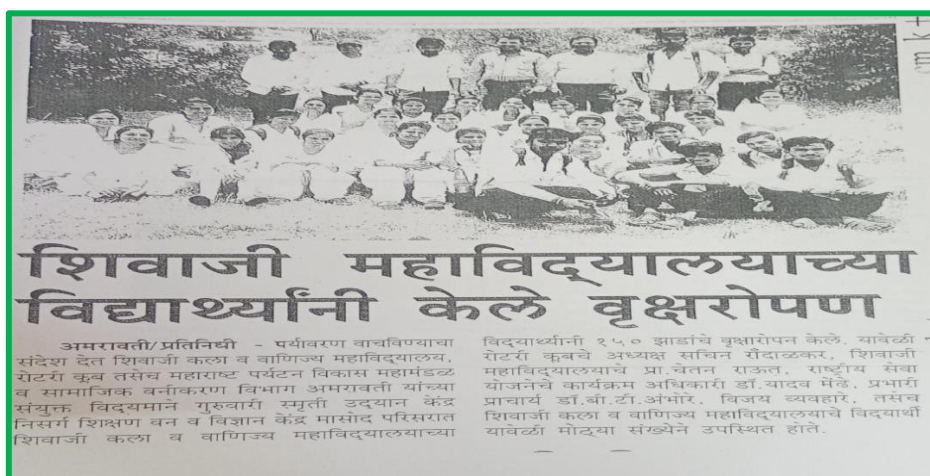 शिवाजी महाविद्यालयाच्या
विद्यार्थ्यांनी केले वृक्षरोपण
अमरावती/प्रतिनिधी - पर्यावरण वाचविण्याचा
संदेश देत शिवाजी कला व वाणिज्य महाविद्यालय,
रोटरी कूब तसेच महाराष्ट पर्यटन विकास महामंडळ
व सामाजिक वनीकरण विभाग अमरावती यांच्या
संयुक्त विद्यमाने गुरुवारी स्मृती उद्यान केंद्र
निसर्ग शिक्षण वन व विज्ञान केंद्र मासोद परिसरात
शिवाजी कला व वाणिज्य महाविद्यालयाच्या
विद्यार्थ्यांनी १५० झाडांचे वृक्षारोपन केले. यावेळी
रोटरी कूबचे अध्यक्ष सचिन रौंदाळकर, शिवाजी
महाविद्यालयाचे प्रा.चेतन राऊत, राष्ट्रीय सेवा
योजनेचे कार्यक्रम अधिकारी डॉ.यादव मेंढे, प्रभारी
प्राचार्य डॉ.बी.टी.अंभोरे, विजय व्यवहारे, तसेच
शिवाजी कला व वाणिज्य महाविद्यालयाचे विद्यार्थी
यावेळी मोठ्या संख्येने उपस्थित होते.